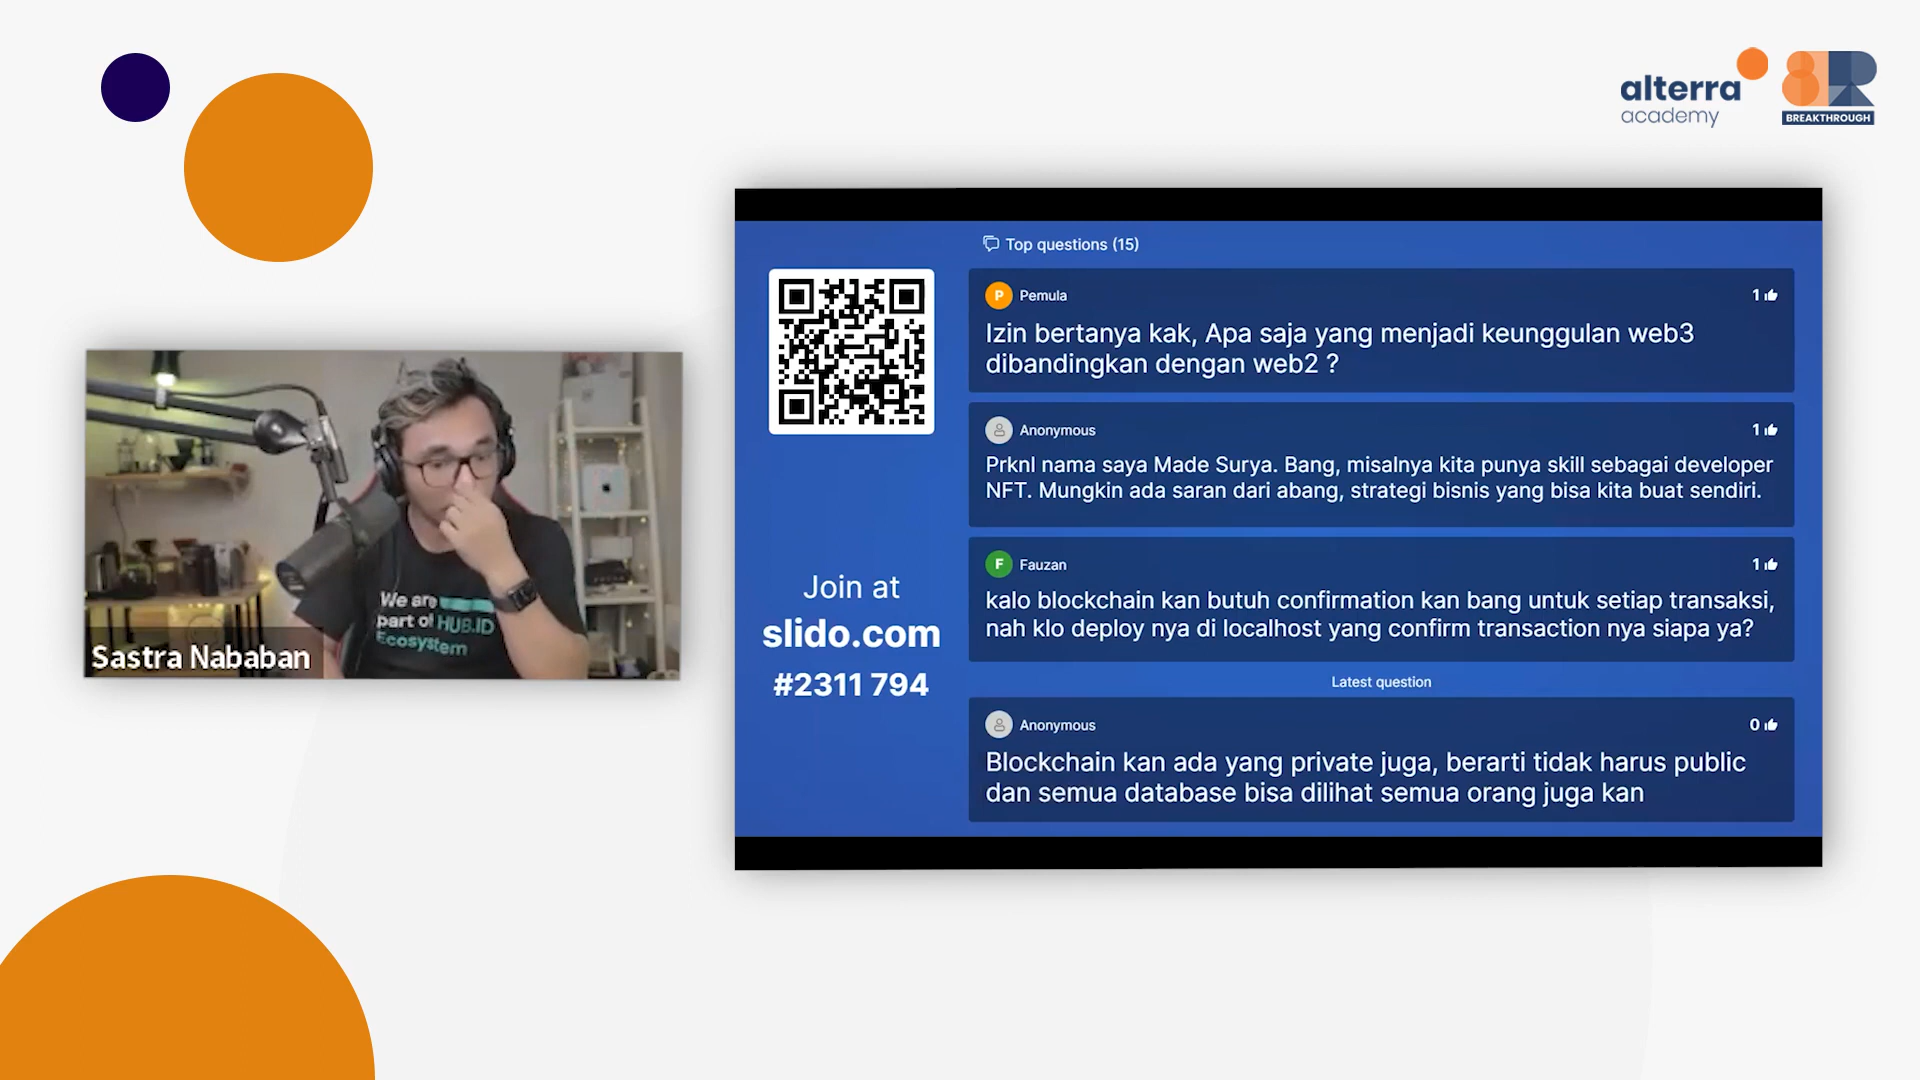 alterra
academy
BREAKTHROUGH
We are
part of HUB.ID
Ecosystem
Sastra Nababan
Join at
slido.com
#2311 794
Top questions (15)
P
Pemula
1
Izin bertanya kak, Apa saja yang menjadi keunggulan web3
dibandingkan dengan web2 ?
Anonymous
1
Prknl nama saya Made Surya. Bang, misalnya kita punya skill sebagai developer
NFT. Mungkin ada saran dari abang, strategi bisnis yang bisa kita buat sendiri.
F
Fauzan
1
kalo blockchain kan butuh confirmation kan bang untuk setiap transaksi,
nah klo deploy nya di localhost yang confirm transaction nya siapa ya?
Latest question
Anonymous
0
Blockchain kan ada yang private juga, berarti tidak harus public
dan semua database bisa dilihat semua orang juga kan